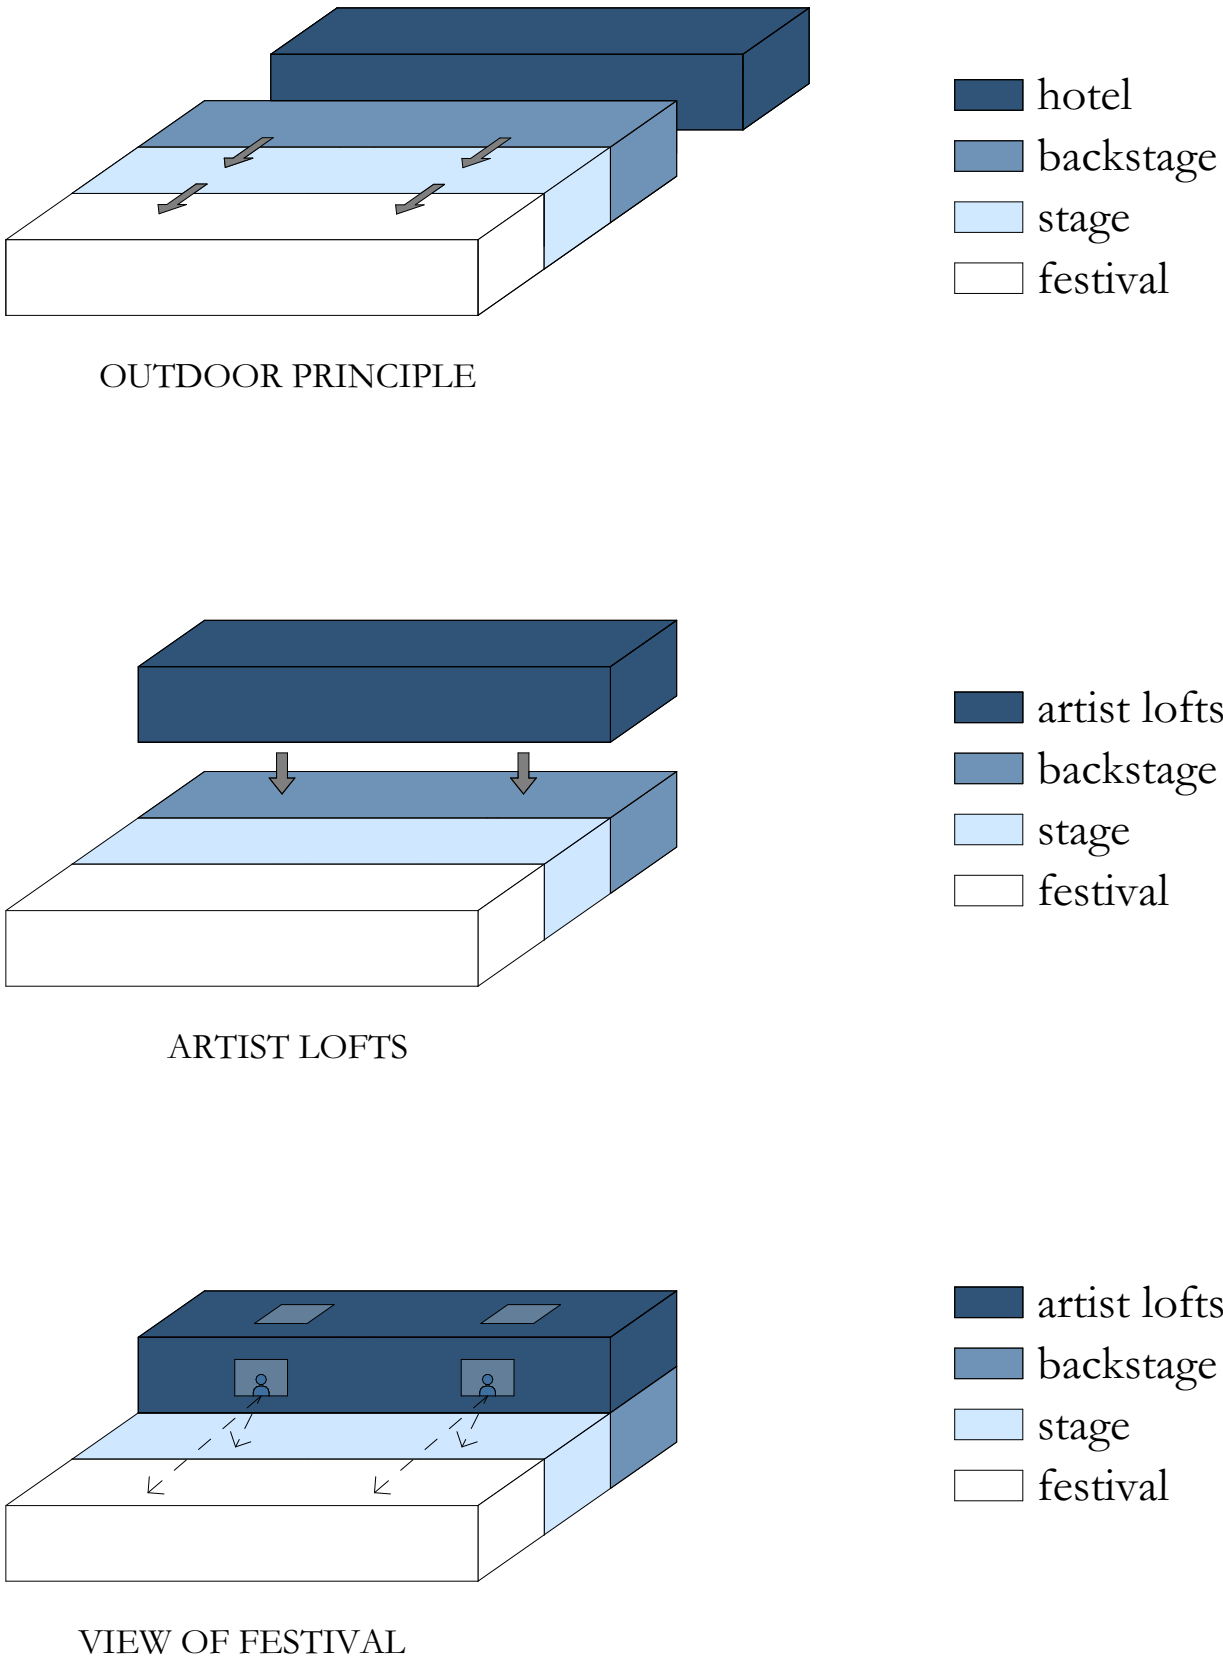 hotel
backstage
stage
festival
OUTDOOR PRINCIPLE
artist lofts
backstage
stage
festival
ARTIST LOFTS
artist lofts
backstage
stage
festival
VIEW OF FESTIVAL